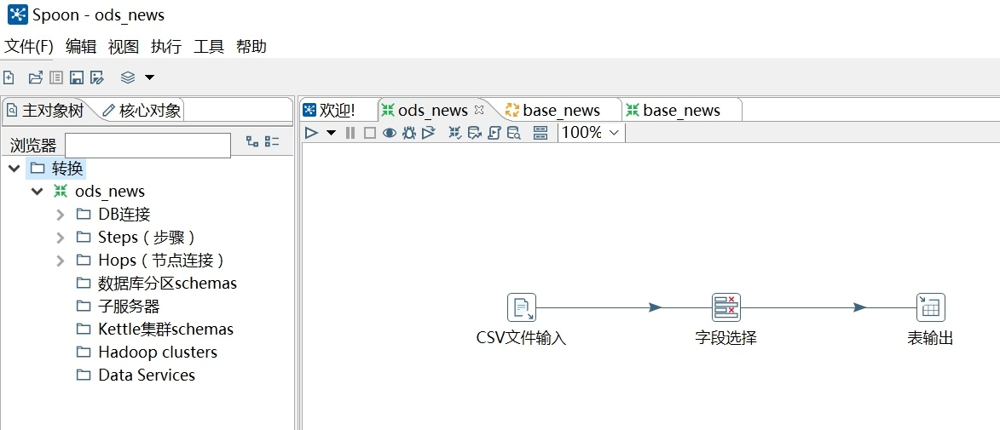 Spoon - ods_news
文件(F) 编辑 视图 执行 工具 帮助
主对象树 核心对象
欢迎! ods_news base_news base_news
浏览器
100%
转换
ods_news
DB连接
Steps（步骤）
Hops（节点连接）
数据库分区schemas
子服务器
Kettle集群schemas
Hadoop clusters
Data Services
CSV文件输入 字段选择 表输出